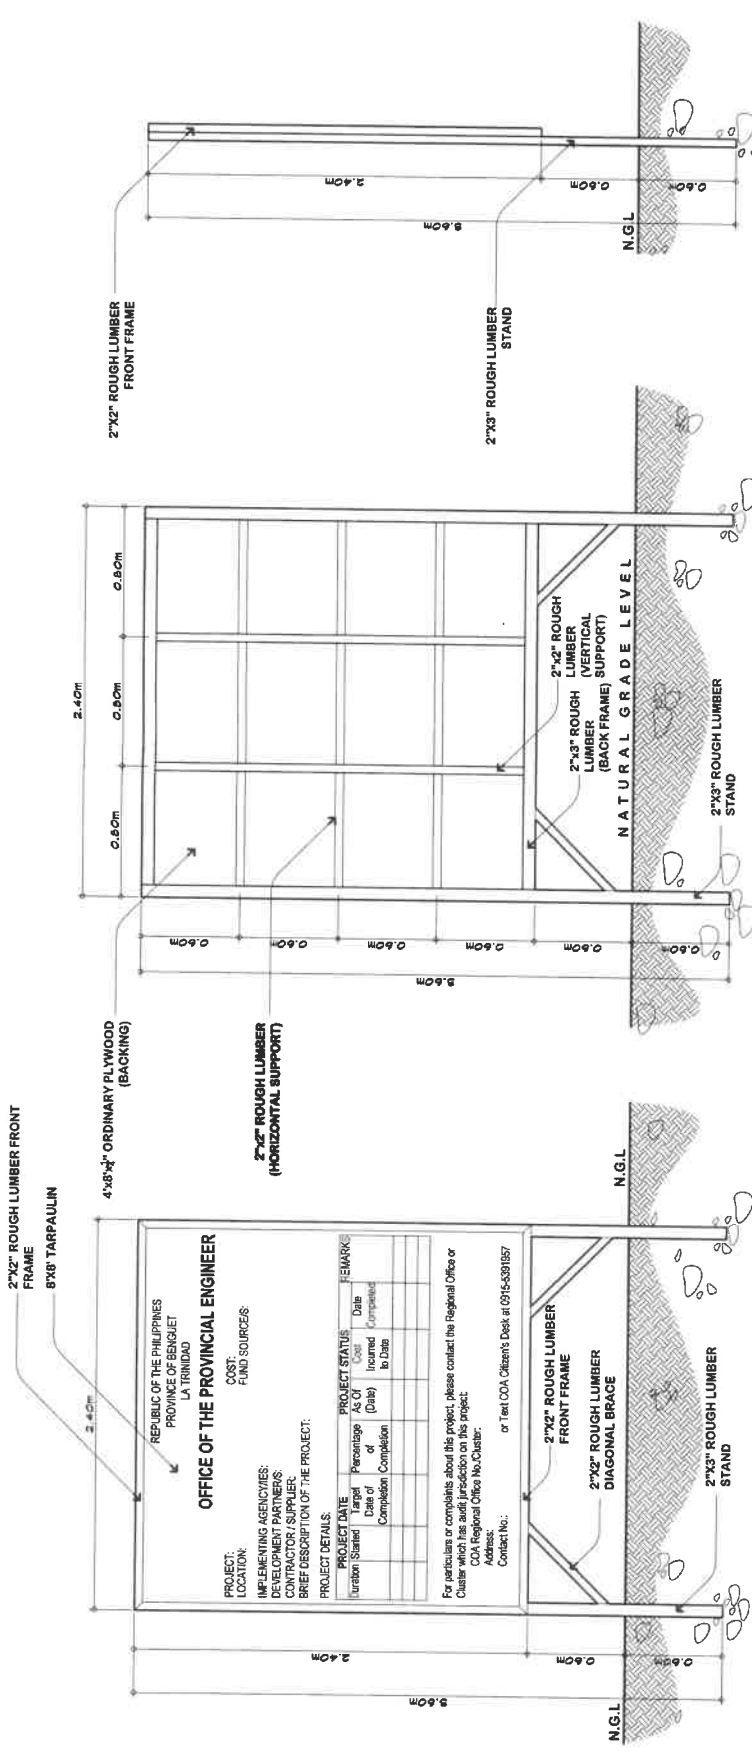 2"X2" ROUGH LUMBER FRONT
FRAME
8'X8' TARPAULIN
2.40m
REPUBLIC OF THE PHILIPPINES
PROVINCE OF BENGUET
LA TRINIDAD
OFFICE OF THE PROVINCIAL ENGINEER
PROJECT:
LOCATION:
COST:
FUND SOURCE/S:
IMPLEMENTING AGENCY/IES:
DEVELOPMENT PARTNER/S:
CONTRACTOR / SUPPLIER:
BRIEF DESCRIPTION OF THE PROJECT:
PROJECT DETAILS:
PROJECT DATE
PROJECT STATUS
REMARKS
Duration
Started
Target
Date of
Completion
Percentage
of
Completion
As Of
(Date)
Cost
Incurred
to Date
Date
Completed
For particulars or complaints about this project, please contact the Regional Office or
Cluster which has audit jurisdiction on this project:
COA Regional Office No./Cluster:
Address:
Contact No.:
or Text COA Citizen's Desk at 0915-5391957
2"X2" ROUGH LUMBER
FRONT FRAME
2"X2" ROUGH LUMBER
DIAGONAL BRACE
2"X3" ROUGH LUMBER
STAND
2.40m
0.60m
0.60m
3.60m
N.G.L
N.G.L
4'x8'x¼" ORDINARY PLYWOOD
(BACKING)
2"x2" ROUGH LUMBER
(HORIZONTAL SUPPORT)
2.40m
0.80m
0.80m
0.80m
0.60m
0.60m
0.60m
0.60m
0.60m
0.60m
3.60m
2"x3" ROUGH
LUMBER
(BACK FRAME)
2"x2" ROUGH
LUMBER
(VERTICAL
SUPPORT)
NATURAL GRADE LEVEL
2"X3" ROUGH LUMBER
STAND
2"X2" ROUGH LUMBER
FRONT FRAME
2"X3" ROUGH LUMBER
STAND
2.40m
0.60m
0.60m
3.60m
N.G.L